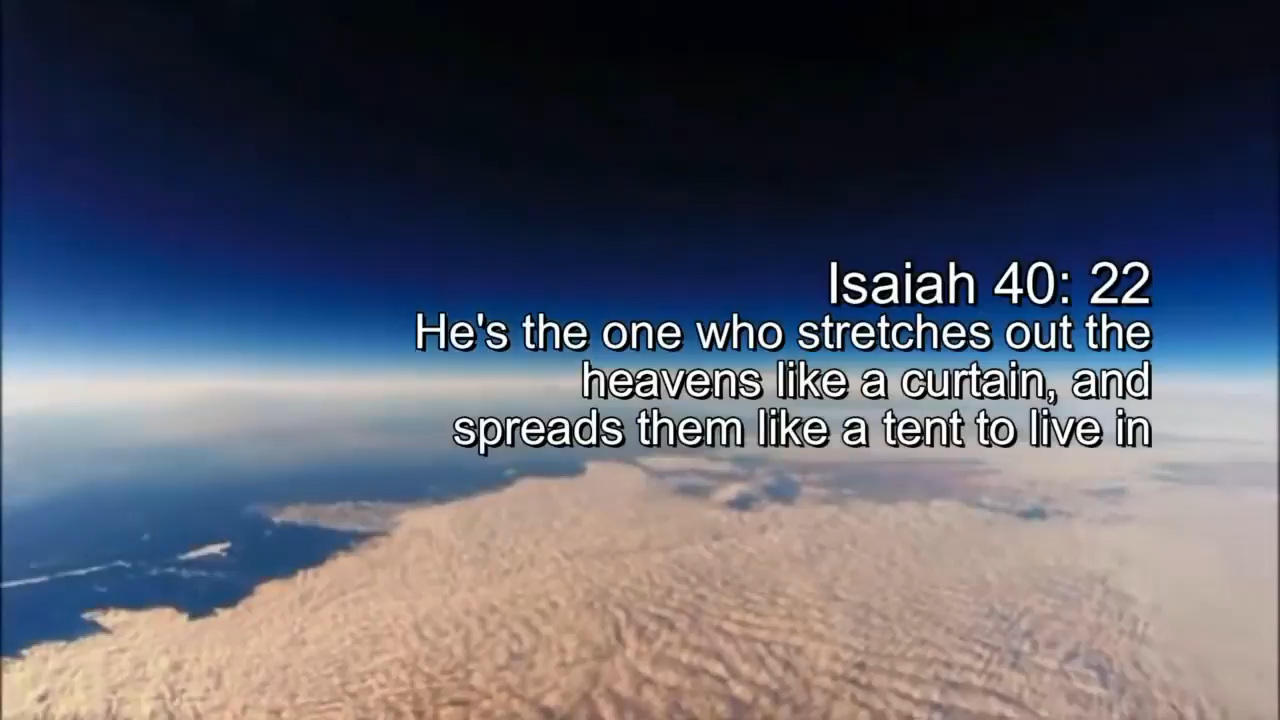 Isaiah 40: 22
He's the one who stretches out the
heavens like a curtain, and
spreads them like a tent to live in